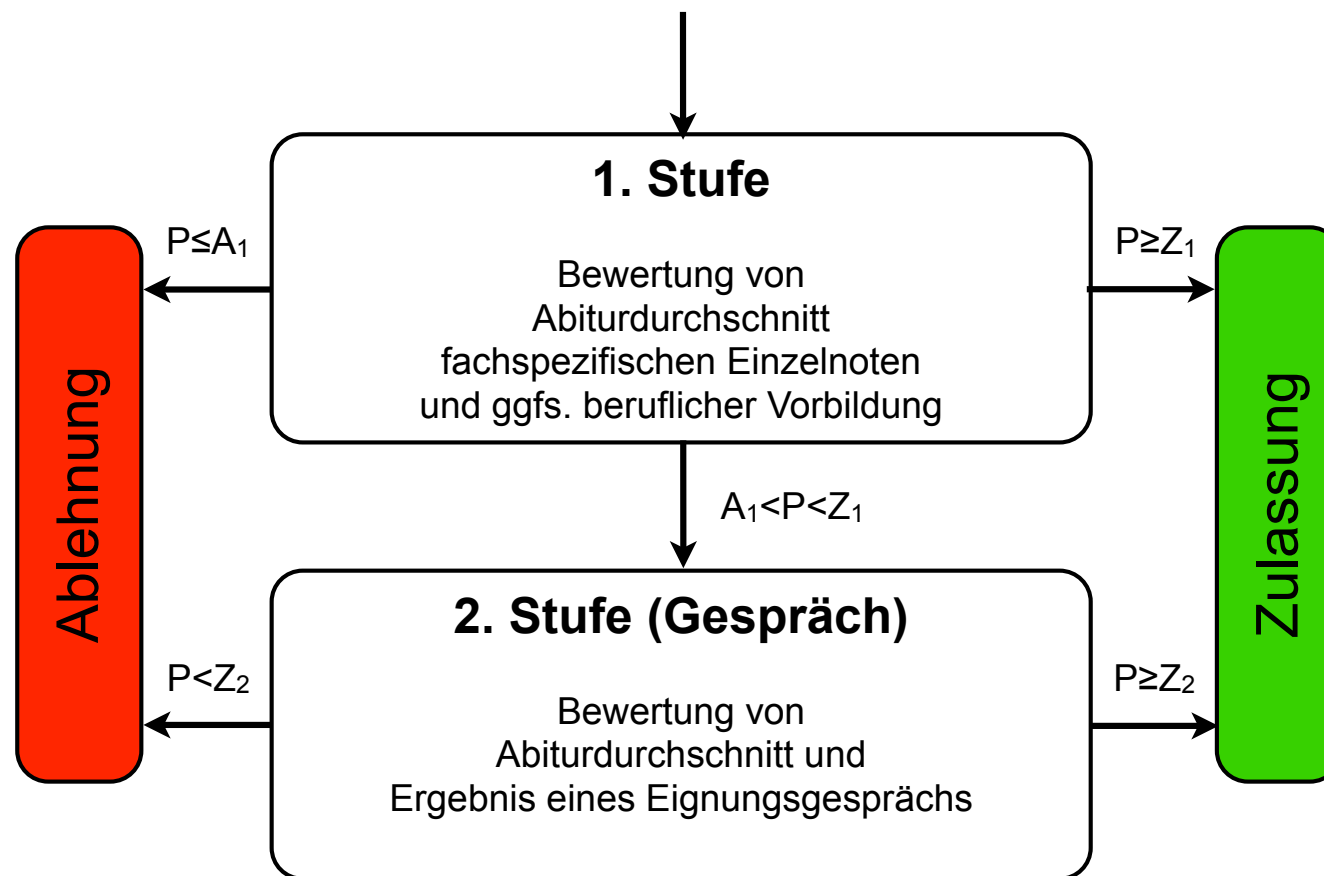 1. Stufe
P≤A₁
P≥Z₁
Bewertung von
Abiturdurchschnitt
fachspezifischen Einzelnoten
und ggfs. beruflicher Vorbildung
Ablehnung
Zulassung
A₁<P<Z₁
2. Stufe (Gespräch)
P<Z₂
P≥Z₂
Bewertung von
Abiturdurchschnitt und
Ergebnis eines Eignungsgesprächs